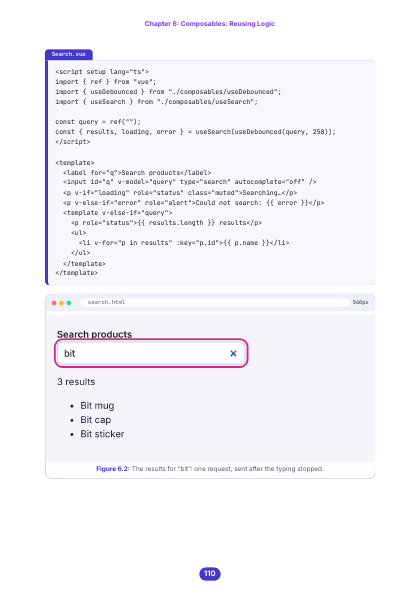 Chapter 6: Composables: Reusing Logic
Search.vue
<script setup lang="ts">
import { ref } from "vue";
import { useDebounced } from "./composables/useDebounced";
import { useSearch } from "./composables/useSearch";
const query = ref("");
const { results, loading, error } = useSearch(useDebounced(query, 250));
</script>
<template>
<label for="q">Search products</label>
<input id="q" v-model="query" type="search" autocomplete="off" />
<p v-if="loading" role="status" class="muted">Searching…</p>
<p v-else-if="error" role="alert">Could not search: {{ error }}</p>
<template v-else-if="query">
<p role="status">{{ results.length }} results</p>
<ul>
<li v-for="p in results" :key="p.id">{{ p.name }}</li>
</ul>
</template>
</template>
search.html
560px
Search products
bit
3 results
• Bit mug
• Bit cap
• Bit sticker
Figure 6.2: The results for “bit”: one request, sent after the typing stopped.
110